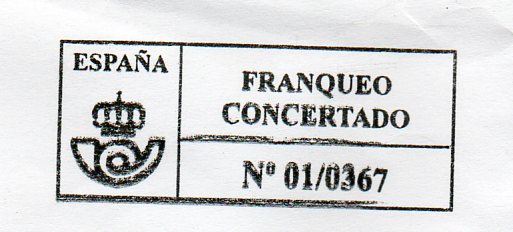 ESPAÑA
FRANQUEO
CONCERTADO
Nº 01/0367